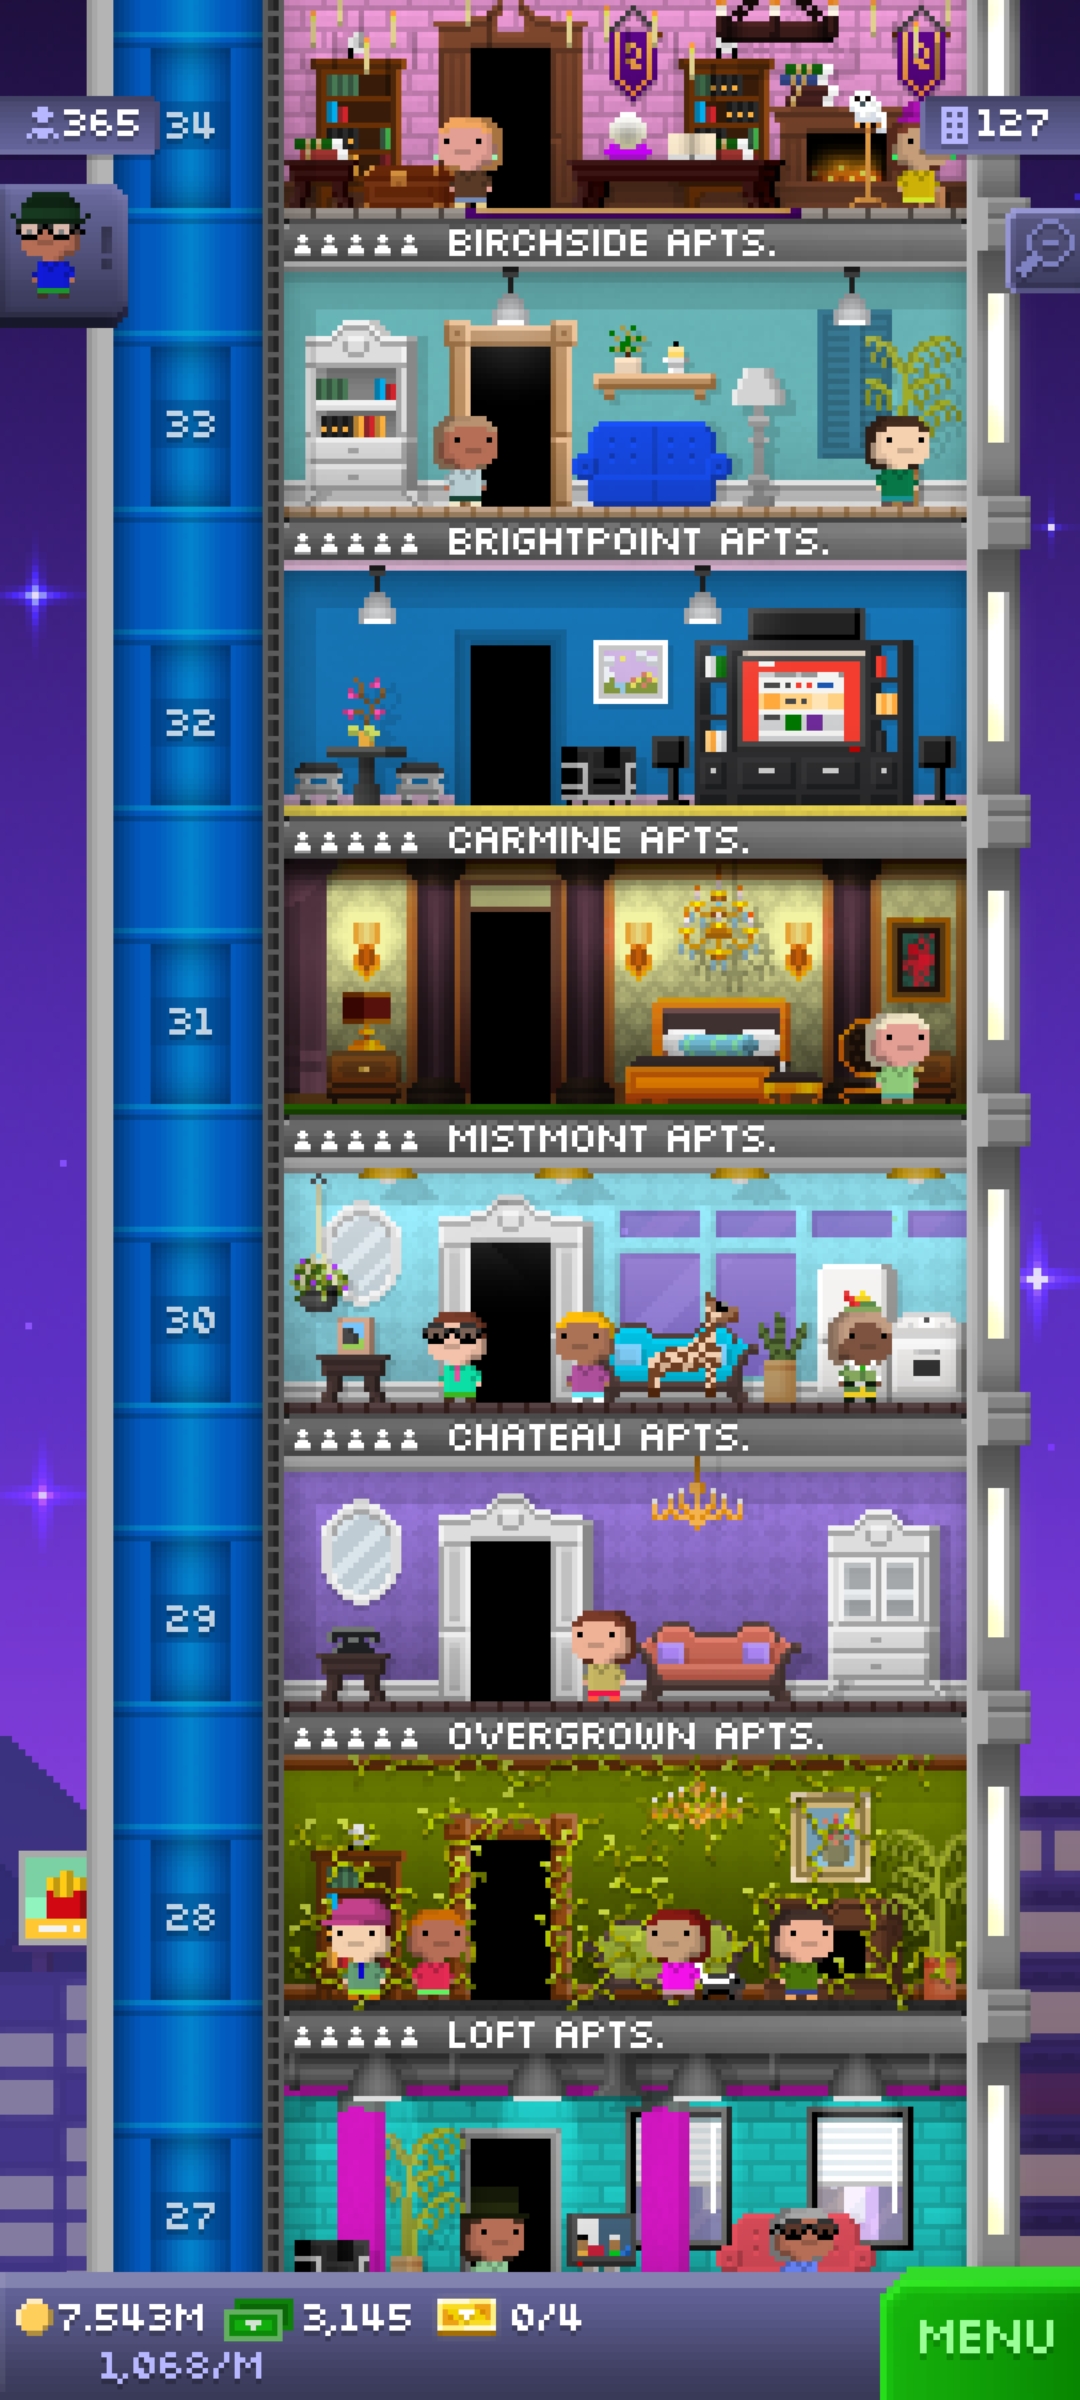 365
34
127
BIRCHSIDE APTS.
33
BRIGHTPOINT APTS.
32
CARMINE APTS.
31
MISTMONT APTS.
30
CHATEAU APTS.
29
OVERGROWN APTS.
28
LOFT APTS.
27
7.543M 3,145 0/4
1,068/M
MENU